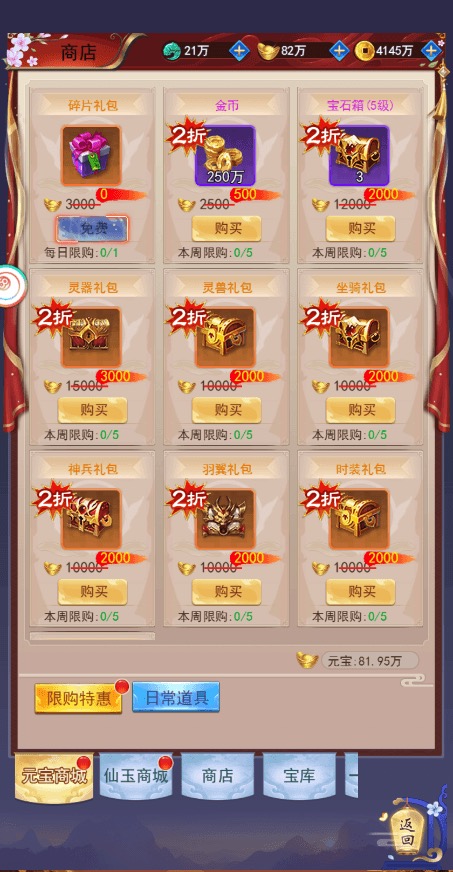 商店 21万 82万 4145万
碎片礼包 金币 宝石箱(5级)
2折 2折
250万 3
0 500 2000
3000 2500 12000
免费 购买 购买
每日限购:0/1 本周限购:0/5 本周限购:0/5
灵器礼包 灵兽礼包 坐骑礼包
2折 2折 2折
3000 2000 2000
15000 10000 10000
购买 购买 购买
本周限购:0/5 本周限购:0/5 本周限购:0/5
神兵礼包 羽翼礼包 时装礼包
2折 2折 2折
2000 2000 2000
10000 10000 10000
购买 购买 购买
本周限购:0/5 本周限购:0/5 本周限购:0/5
元宝:81.95万
限购特惠 日常道具
元宝商城 仙玉商城 商店 宝库
返回